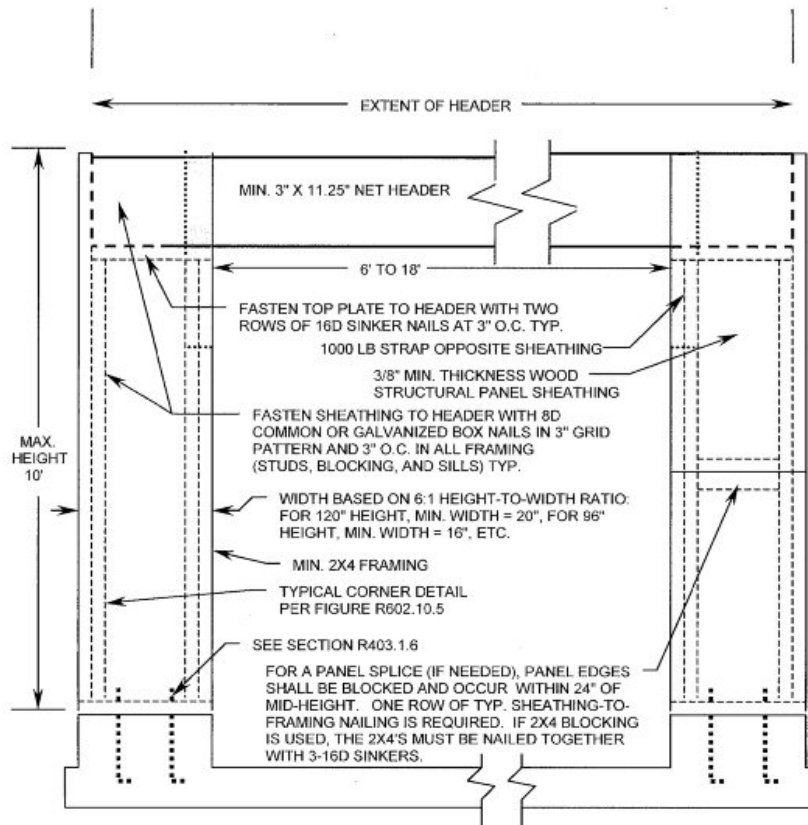 EXTENT OF HEADER
MIN. 3" X 11.25" NET HEADER
6' TO 18'
FASTEN TOP PLATE TO HEADER WITH TWO
ROWS OF 16D SINKER NAILS AT 3" O.C. TYP.
1000 LB STRAP OPPOSITE SHEATHING
3/8" MIN. THICKNESS WOOD
STRUCTURAL PANEL SHEATHING
FASTEN SHEATHING TO HEADER WITH 8D
COMMON OR GALVANIZED BOX NAILS IN 3" GRID
PATTERN AND 3" O.C. IN ALL FRAMING
(STUDS, BLOCKING, AND SILLS) TYP.
MAX.
HEIGHT
10'
WIDTH BASED ON 6:1 HEIGHT-TO-WIDTH RATIO:
FOR 120" HEIGHT, MIN. WIDTH = 20", FOR 96"
HEIGHT, MIN. WIDTH = 16", ETC.
MIN. 2X4 FRAMING
TYPICAL CORNER DETAIL
PER FIGURE R602.10.5
SEE SECTION R403.1.6
FOR A PANEL SPLICE (IF NEEDED), PANEL EDGES
SHALL BE BLOCKED AND OCCUR WITHIN 24" OF
MID-HEIGHT. ONE ROW OF TYP. SHEATHING-TO-
FRAMING NAILING IS REQUIRED. IF 2X4 BLOCKING
IS USED, THE 2X4'S MUST BE NAILED TOGETHER
WITH 3-16D SINKERS.